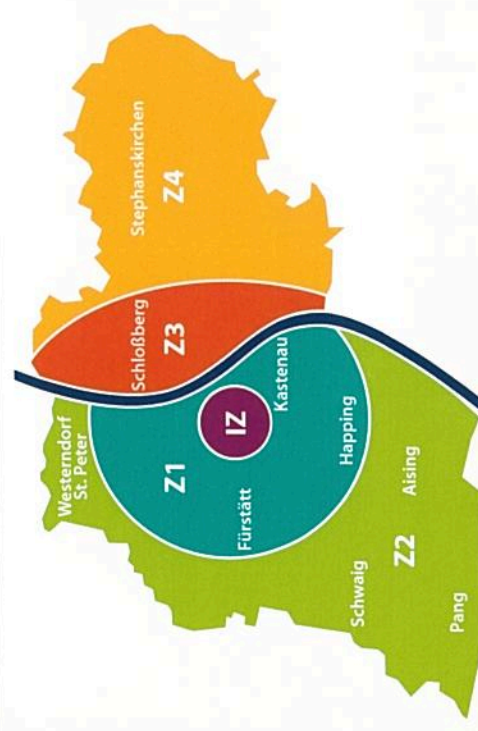 Westerndorf
St. Peter
Schloßberg
Z3
Stephanskirchen
Z4
Z1
IZ
Fürstätt
Kastenau
Happing
Schwaig
Z2
Aising
Pang